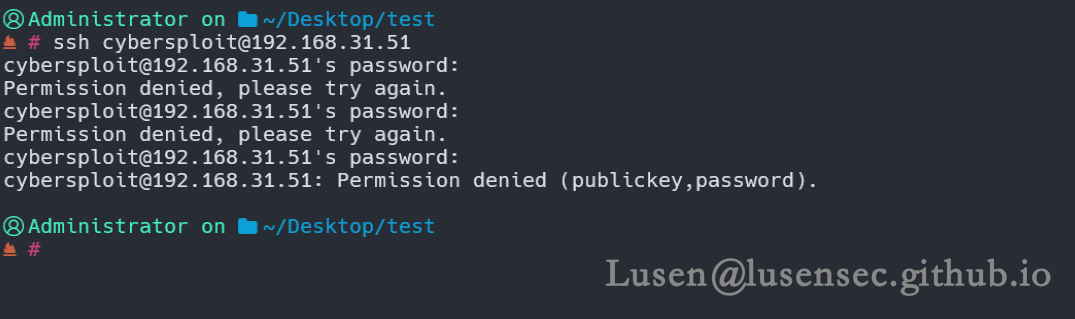 Administrator on ~/Desktop/test
# ssh cybersploit@192.168.31.51
cybersploit@192.168.31.51's password:
Permission denied, please try again.
cybersploit@192.168.31.51's password:
Permission denied, please try again.
cybersploit@192.168.31.51's password:
cybersploit@192.168.31.51: Permission denied (publickey,password).
Administrator on ~/Desktop/test
#
Lusen@lusensec.github.io